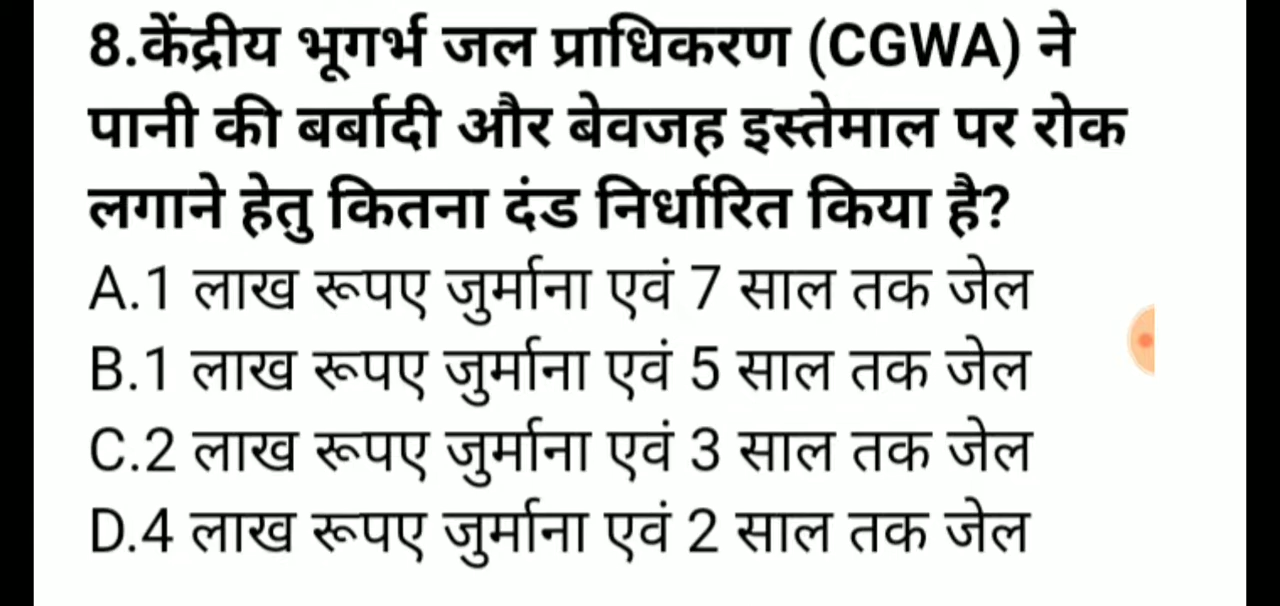 8.केंद्रीय भूगर्भ जल प्राधिकरण (CGWA) ने
पानी की बर्बादी और बेवजह इस्तेमाल पर रोक
लगाने हेतु कितना दंड निर्धारित किया है?
A.1 लाख रूपए जुर्माना एवं 7 साल तक जेल
B.1 लाख रूपए जुर्माना एवं 5 साल तक जेल
C.2 लाख रूपए जुर्माना एवं 3 साल तक जेल
D.4 लाख रूपए जुर्माना एवं 2 साल तक जेल